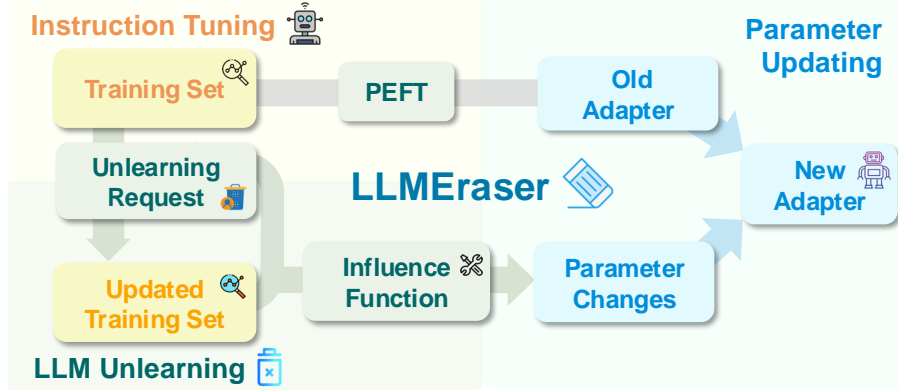 Instruction Tuning
Parameter
Updating
Training Set
PEFT
Old
Adapter
Unlearning
Request
LLMEraser
New
Adapter
Updated
Training Set
Influence
Function
Parameter
Changes
LLM Unlearning